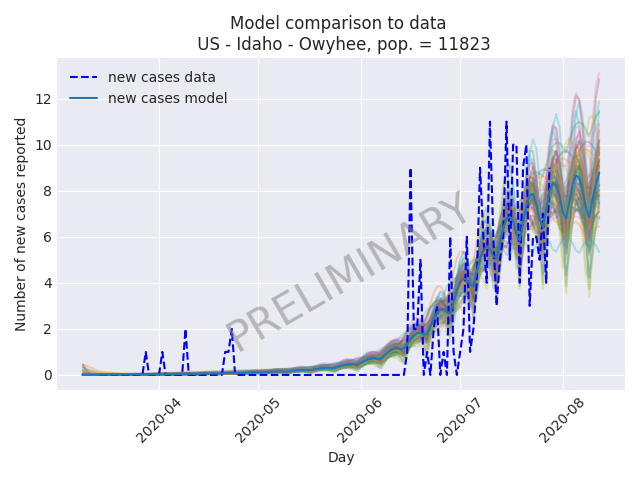 Model comparison to data
US - Idaho - Owyhee, pop. = 11823
new cases data
new cases model
12
10
8
6
4
2
0
Number of new cases reported
PRELIMINARY
2020-04
2020-05
2020-06
2020-07
2020-08
Day